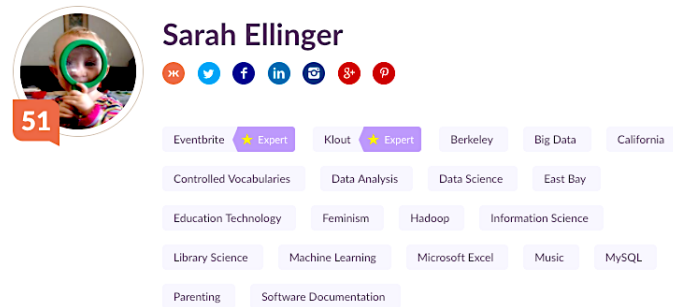 Sarah Ellinger
51
Eventbrite Expert Klout Expert Berkeley Big Data California
Controlled Vocabularies Data Analysis Data Science East Bay
Education Technology Feminism Hadoop Information Science
Library Science Machine Learning Microsoft Excel Music MySQL
Parenting Software Documentation